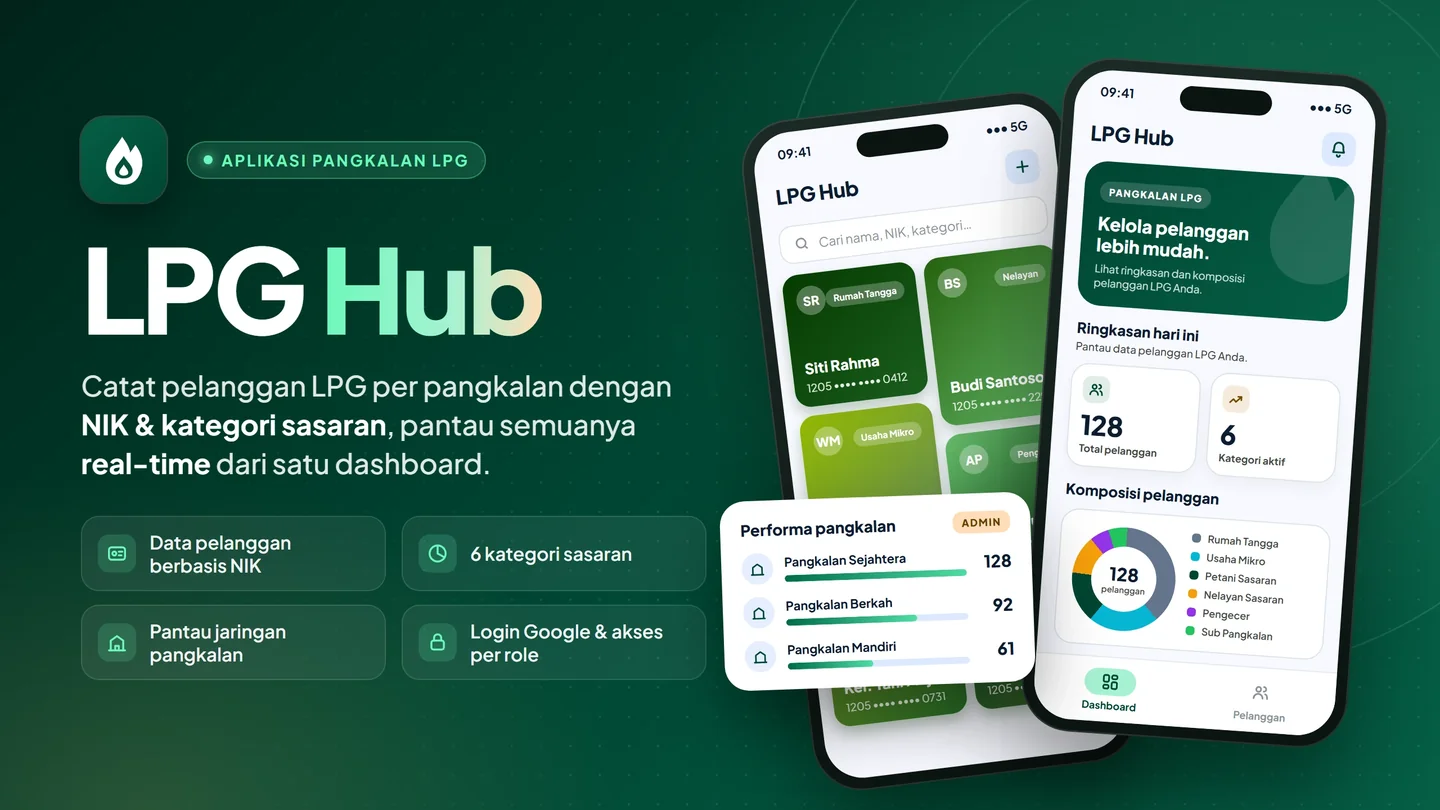 APLIKASI PANGKALAN LPG
LPG Hub
Catat pelanggan LPG per pangkalan dengan
NIK & kategori sasaran, pantau semuanya
real-time dari satu dashboard.
Data pelanggan
berbasis NIK
6 kategori sasaran
Pantau jaringan
pangkalan
Login Google & akses
per role
09:41
5G
LPG Hub
Cari nama, NIK, kategori...
SR
Rumah Tangga
Siti Rahma
1205 •••• •••• 0412
BS
Nelayan
Budi Santoso
1205 •••• ••••
WM
Usaha Mikro
AP
1205 •••• •••• 0731
1205
Performa pangkalan
ADMIN
Pangkalan Sejahtera
128
Pangkalan Berkah
92
Pangkalan Mandiri
61
09:41
5G
LPG Hub
PANGKALAN LPG
Kelola pelanggan
lebih mudah.
Lihat ringkasan dan komposisi
pelanggan LPG Anda.
Ringkasan hari ini
Pantau data pelanggan LPG Anda.
128
Total pelanggan
6
Kategori aktif
Komposisi pelanggan
128
pelanggan
Rumah Tangga
Usaha Mikro
Petani Sasaran
Nelayan Sasaran
Pengecer
Sub Pangkalan
Dashboard
Pelanggan